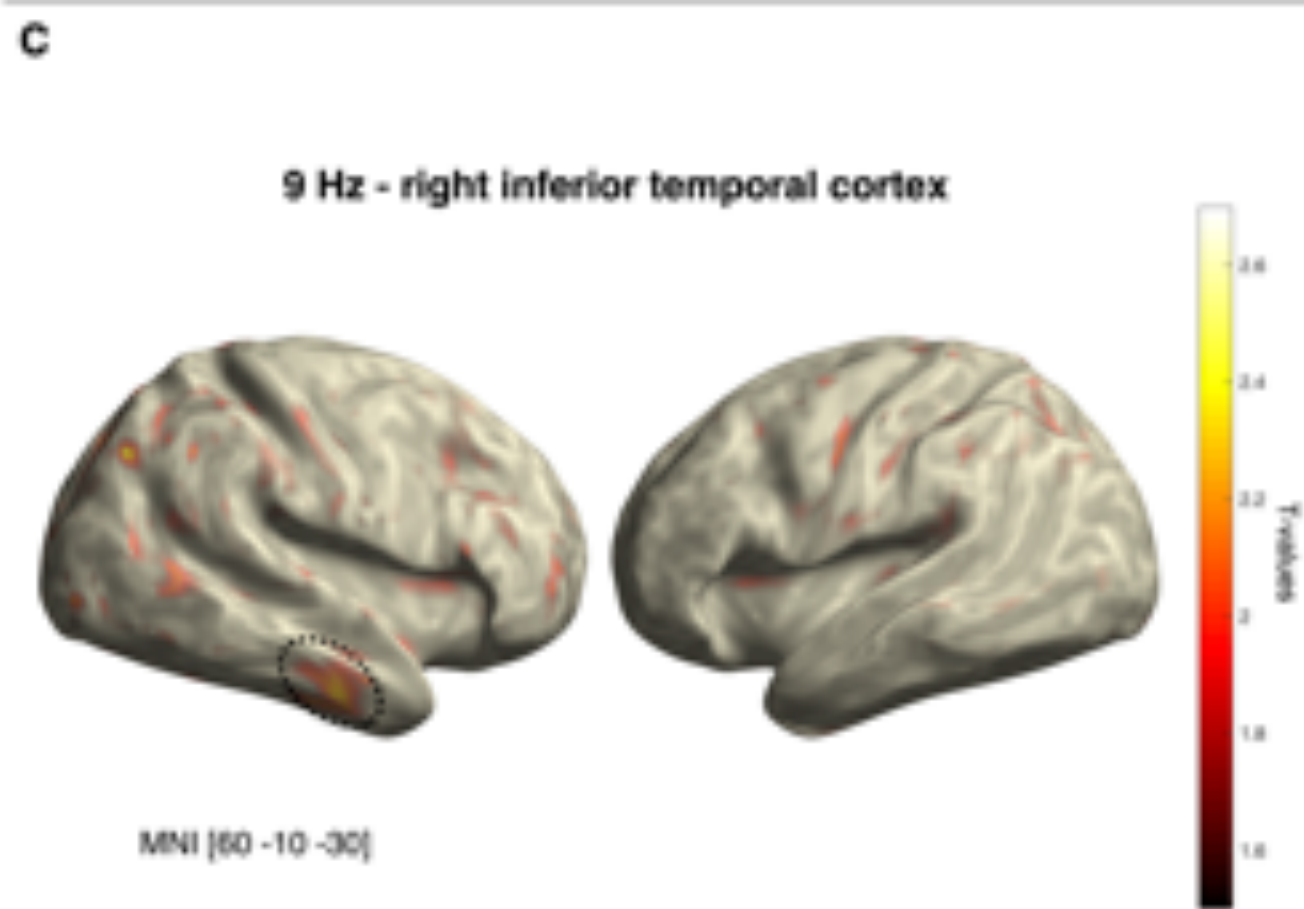 C
9 Hz - right inferior temporal cortex
2.6
2.4
2.2
T-values
2
1.8
1.6
MNI [60 -10 -30]